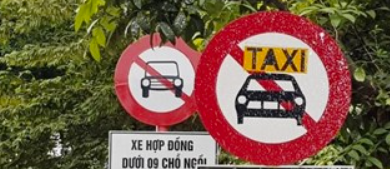 TAXI
XE HỢP ĐỒNG
DƯỚI 09 CHỖ NGỒI